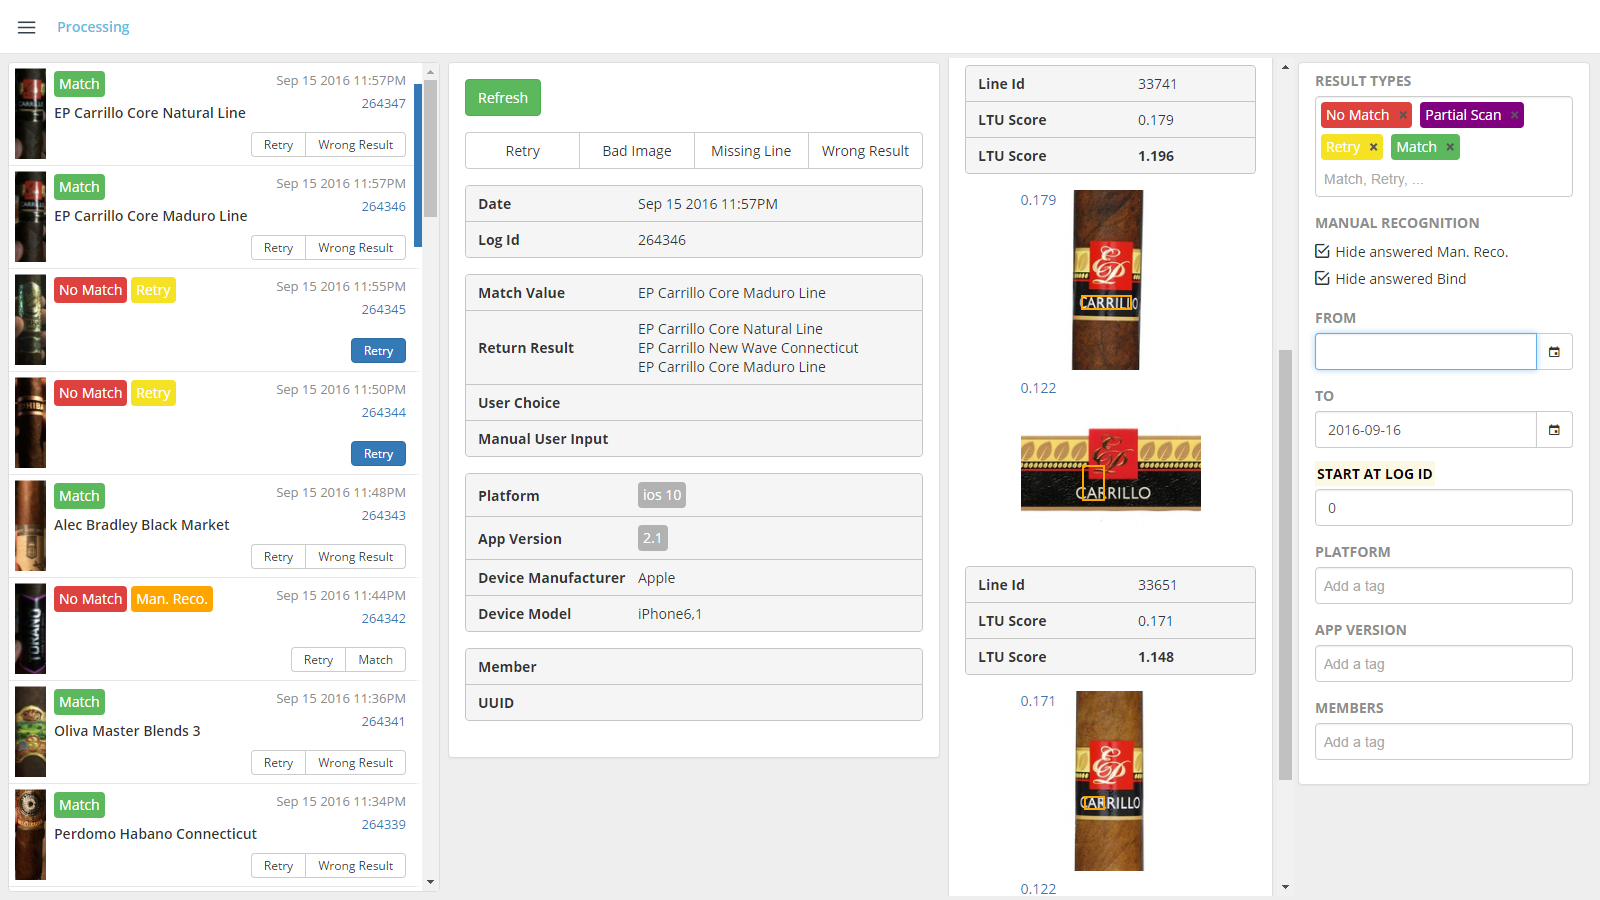 Processing
Match
Sep 15 2016 11:57PM
264347
EP Carrillo Core Natural Line
Retry
Wrong Result
Match
Sep 15 2016 11:57PM
264346
EP Carrillo Core Maduro Line
Retry
Wrong Result
No Match
Retry
Sep 15 2016 11:55PM
264345
Retry
No Match
Retry
Sep 15 2016 11:50PM
264344
Retry
Match
Sep 15 2016 11:48PM
264343
Alec Bradley Black Market
Retry
Wrong Result
No Match
Man. Reco.
Sep 15 2016 11:44PM
264342
Retry
Match
Match
Sep 15 2016 11:36PM
264341
Oliva Master Blends 3
Retry
Wrong Result
Match
Sep 15 2016 11:34PM
264339
Perdomo Habano Connecticut
Retry
Wrong Result
Refresh
Retry
Bad Image
Missing Line
Wrong Result
Date Sep 15 2016 11:57PM
Log Id 264346
Match Value EP Carrillo Core Maduro Line
Return Result
EP Carrillo Core Natural Line
EP Carrillo New Wave Connecticut
EP Carrillo Core Maduro Line
User Choice
Manual User Input
Platform ios 10
App Version 2.1
Device Manufacturer Apple
Device Model iPhone6,1
Member
UUID
Line Id 33741
LTU Score 0.179
LTU Score 1.196
0.179
CARRILLO
0.122
CARRILLO
Line Id 33651
LTU Score 0.171
LTU Score 1.148
0.171
CARRILLO
0.122
RESULT TYPES
No Match ×
Partial Scan ×
Retry ×
Match ×
Match, Retry, ...
MANUAL RECOGNITION
Hide answered Man. Reco.
Hide answered Bind
FROM
TO
2016-09-16
START AT LOG ID
0
PLATFORM
Add a tag
APP VERSION
Add a tag
MEMBERS
Add a tag